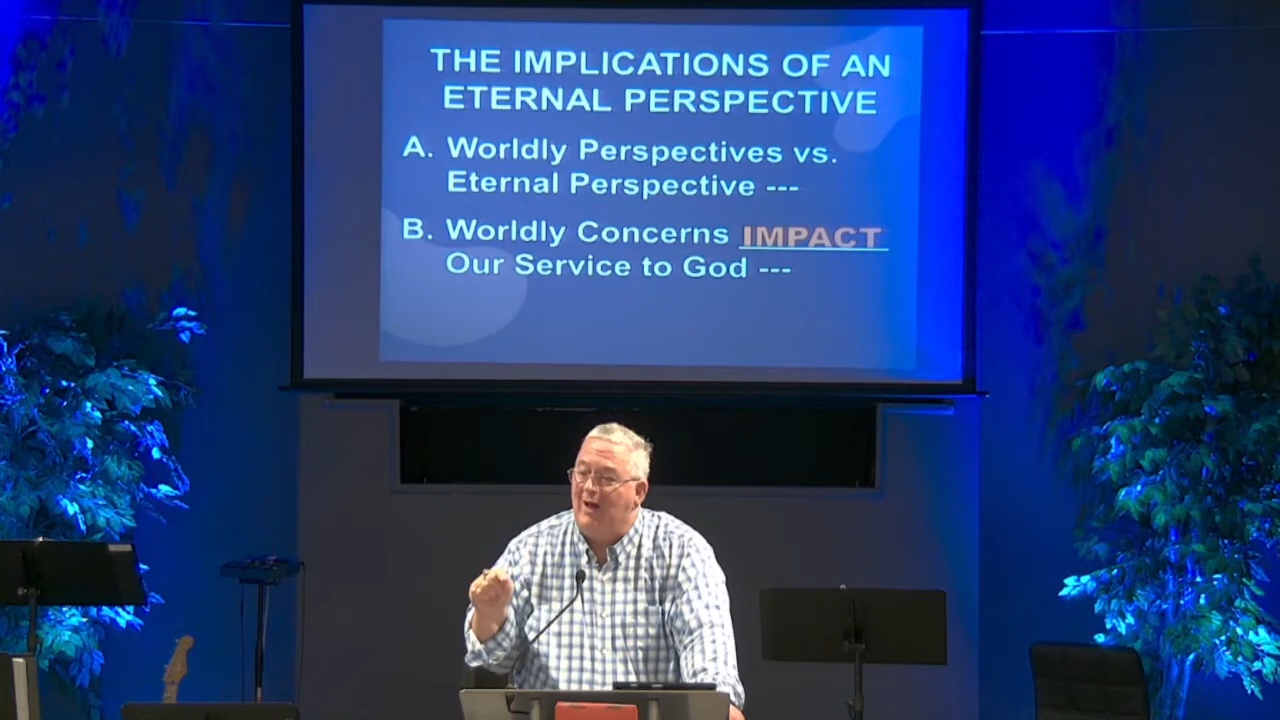 THE IMPLICATIONS OF AN
ETERNAL PERSPECTIVE
A. Worldly Perspectives vs.
Eternal Perspective ---
B. Worldly Concerns IMPACT
Our Service to God ---